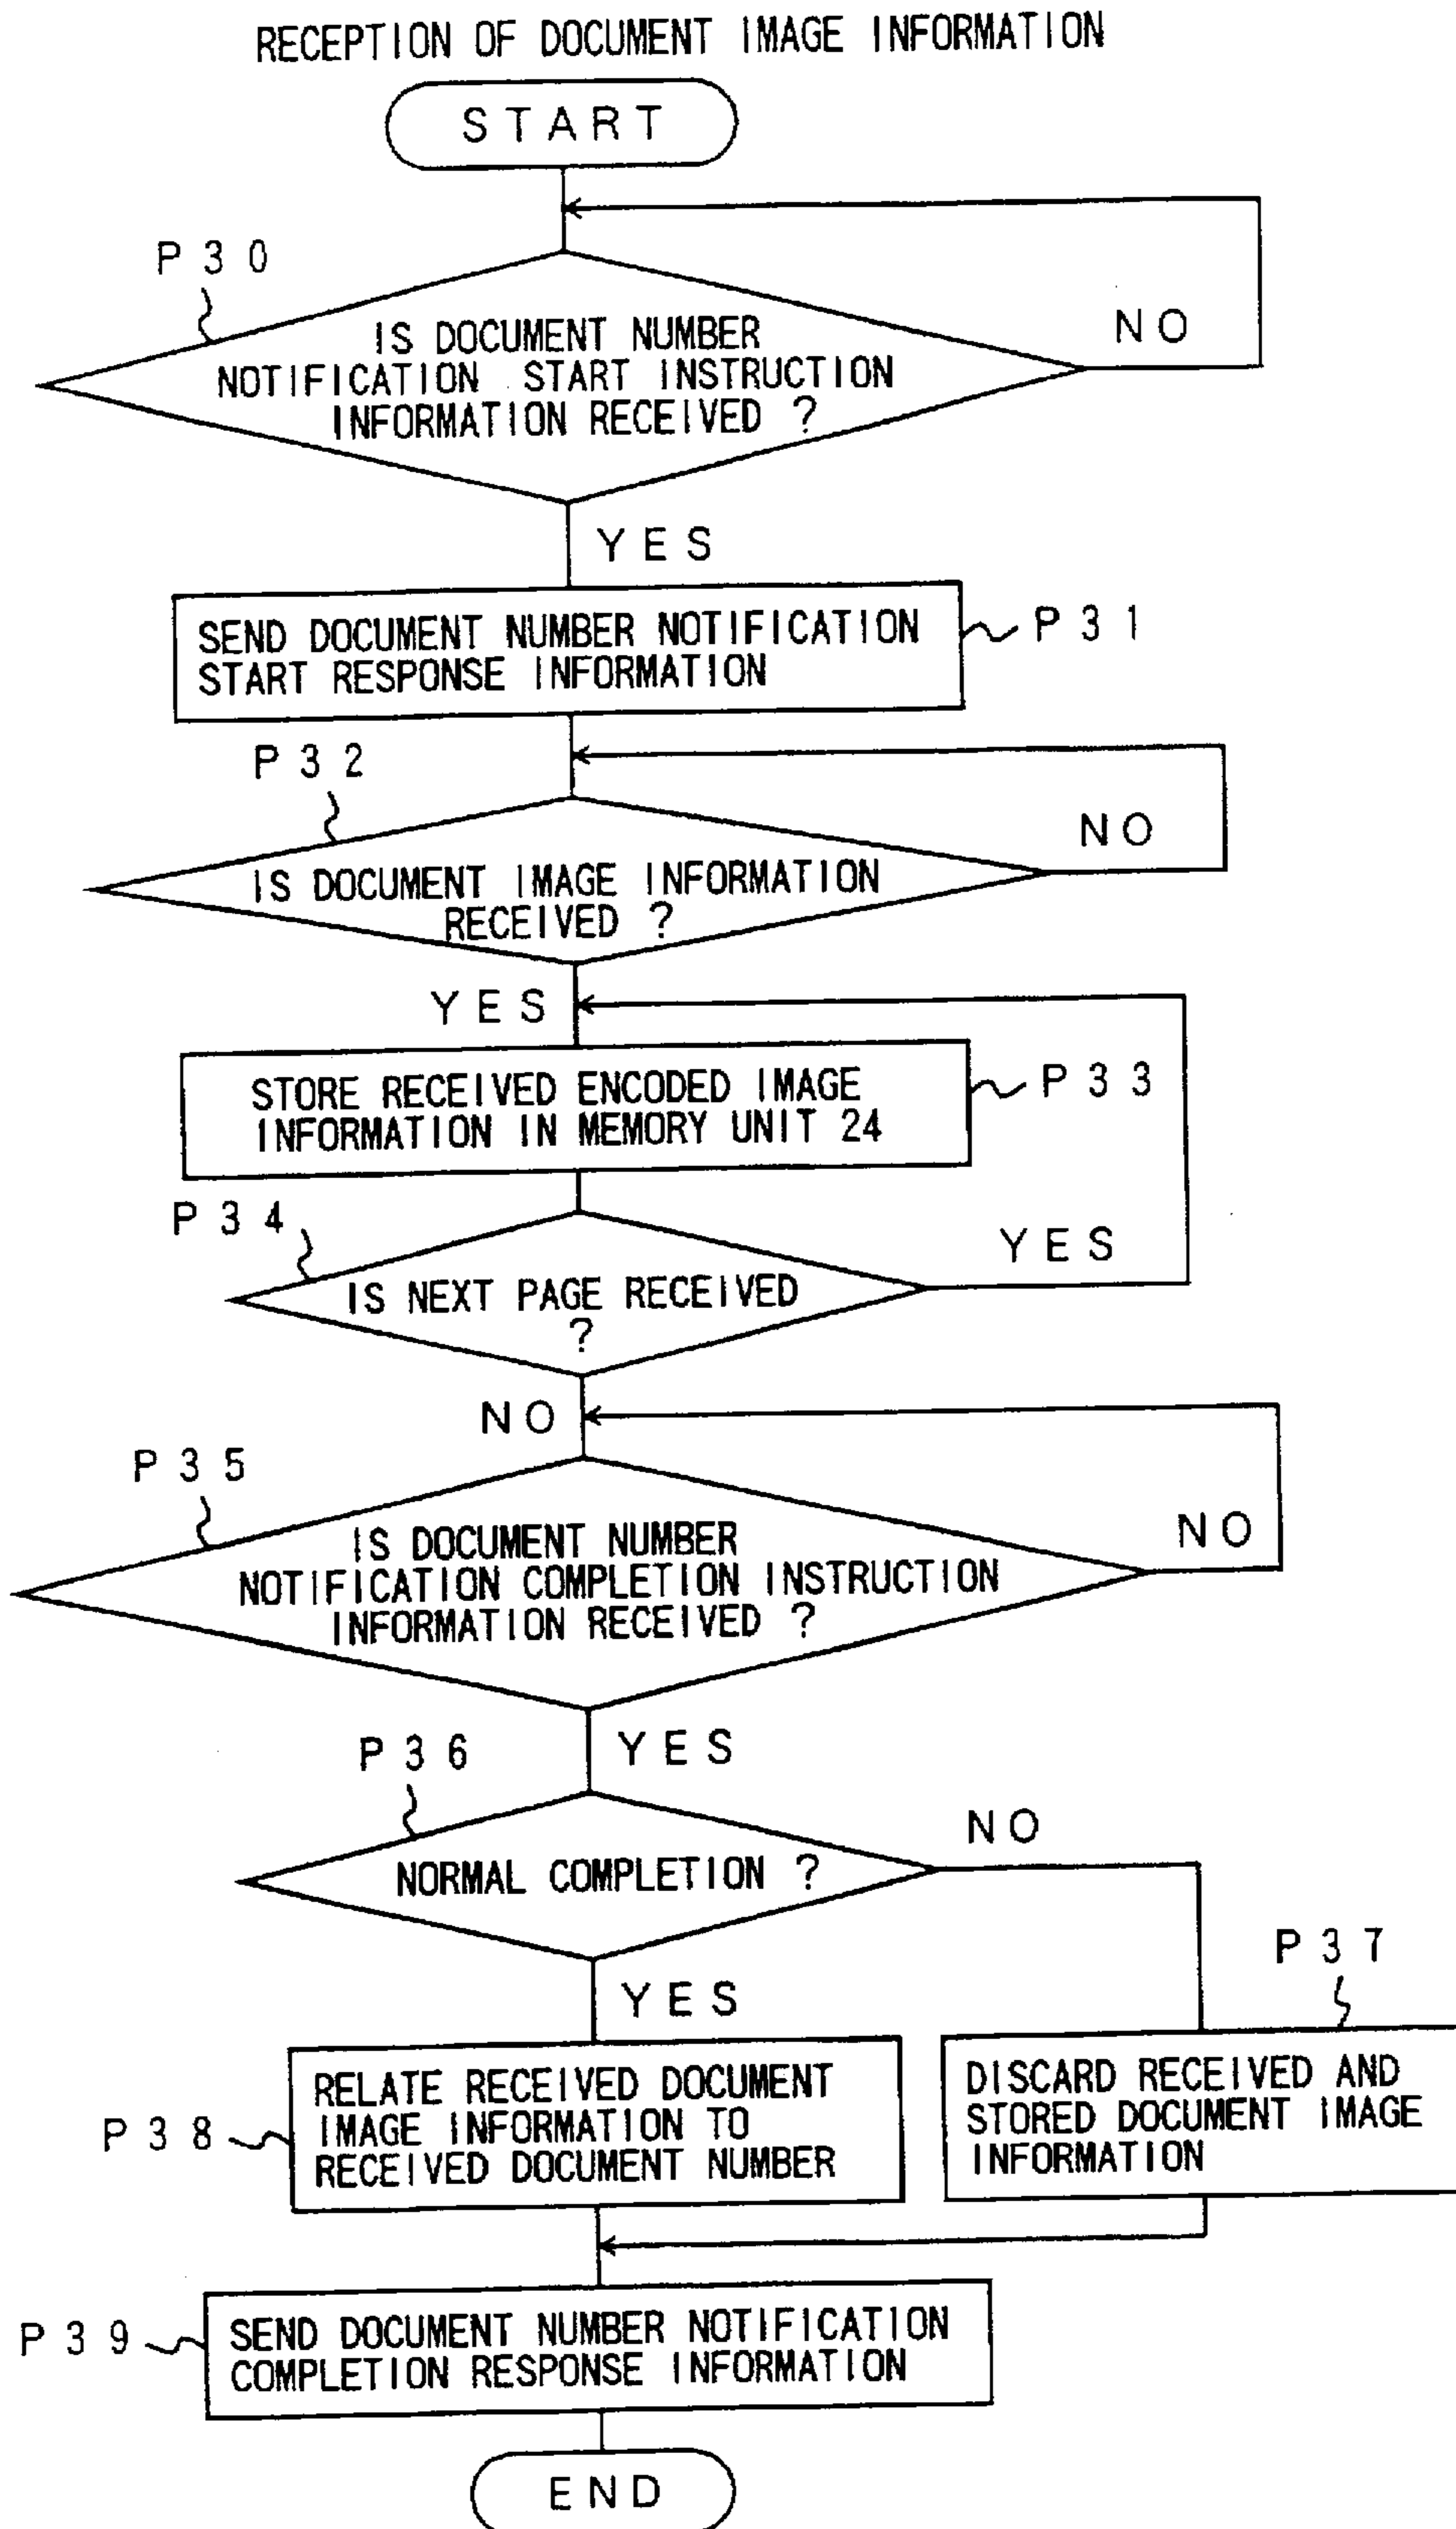 RECEPTION OF DOCUMENT IMAGE INFORMATION
START
P30
IS DOCUMENT NUMBER
NOTIFICATION START INSTRUCTION
INFORMATION RECEIVED ?
NO
YES
SEND DOCUMENT NUMBER NOTIFICATION
START RESPONSE INFORMATION
P31
P32
IS DOCUMENT IMAGE INFORMATION
RECEIVED ?
NO
YES
STORE RECEIVED ENCODED IMAGE
INFORMATION IN MEMORY UNIT 24
P33
P34
IS NEXT PAGE RECEIVED
?
YES
NO
P35
IS DOCUMENT NUMBER
NOTIFICATION COMPLETION INSTRUCTION
INFORMATION RECEIVED ?
NO
YES
P36
NORMAL COMPLETION ?
NO
YES
P37
DISCARD RECEIVED AND
STORED DOCUMENT IMAGE
INFORMATION
P38
RELATE RECEIVED DOCUMENT
IMAGE INFORMATION TO
RECEIVED DOCUMENT NUMBER
P39
SEND DOCUMENT NUMBER NOTIFICATION
COMPLETION RESPONSE INFORMATION
END